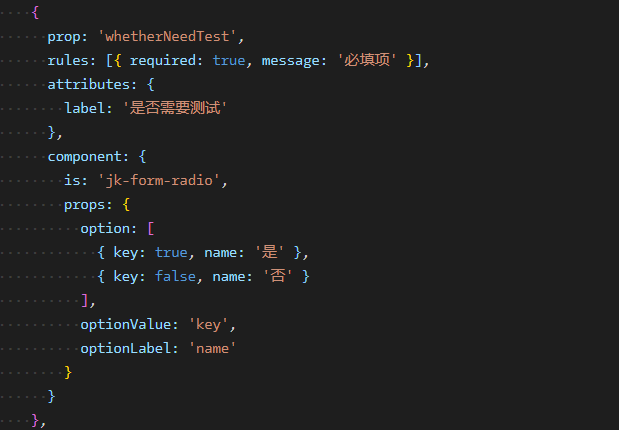 {
prop: 'whetherNeedTest',
rules: [{ required: true, message: '必填项' }],
attributes: {
label: '是否需要测试'
},
component: {
is: 'jk-form-radio',
props: {
option: [
{ key: true, name: '是' },
{ key: false, name: '否' }
],
optionValue: 'key',
optionLabel: 'name'
}
}
},